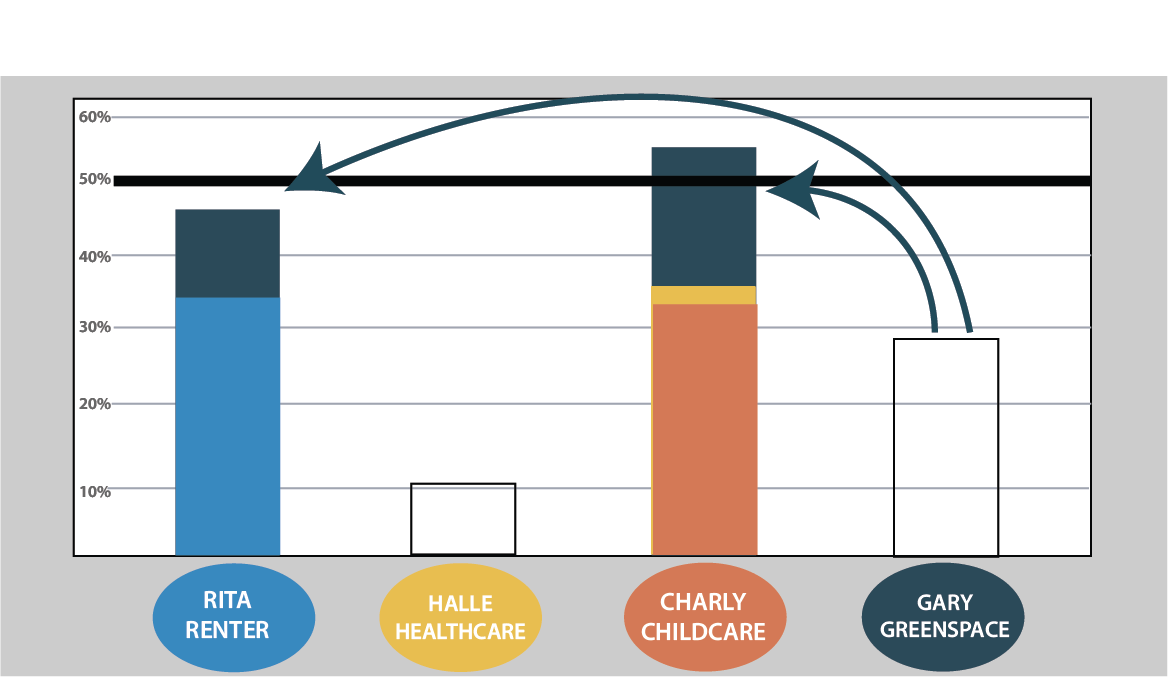 60%
50%
40%
30%
20%
10%
RITA
RENTER
HALLE
HEALTHCARE
CHARLY
CHILDCARE
GARY
GREENSPACE